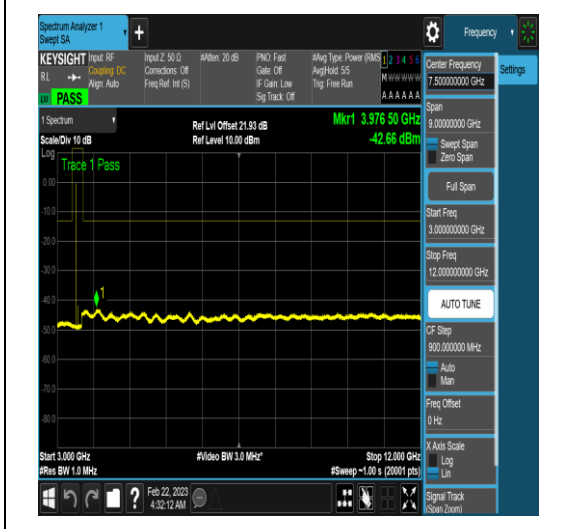 Spectrum Analyzer 1
Swept SA
Frequency
KEYSIGHT
Input: RF
Coupling: DC
Align: Auto
Input Z: 50 Ω
Corrections: Off
Freq Ref: Int (S)
#Atten: 20 dB
PNO: Fast
Gate: Off
IF Gain: Low
Sig Track: Off
#Avg Type: Power (RMS
Avg|Hold: 5/5
Trig: Free Run
1 2 3 4 5 6
M W W W W W
A A A A A A
R L
PASS
1 Spectrum
Scale/Div 10 dB
Ref Lvl Offset 21.93 dB
Ref Level 10.00 dBm
Mkr1 3.976 50 GHz
-42.66 dBm
Log
Trace 1 Pass
0.00
-10.0
-20.0
-30.0
-40.0
-50.0
-60.0
-70.0
-80.0
1
Start 3.000 GHz
#Res BW 1.0 MHz
#Video BW 3.0 MHz*
Stop 12.000 GHz
#Sweep ~1.00 s (20001 pts)
Feb 22, 2023
4:32:12 AM
Center Frequency
7.500000000 GHz
Settings
Span
9.00000000 GHz
Swept Span
Zero Span
Full Span
Start Freq
3.000000000 GHz
Stop Freq
12.000000000 GHz
AUTO TUNE
CF Step
900.000000 MHz
Auto
Man
Freq Offset
0 Hz
X Axis Scale
Log
Lin
Signal Track
(Span Zoom)